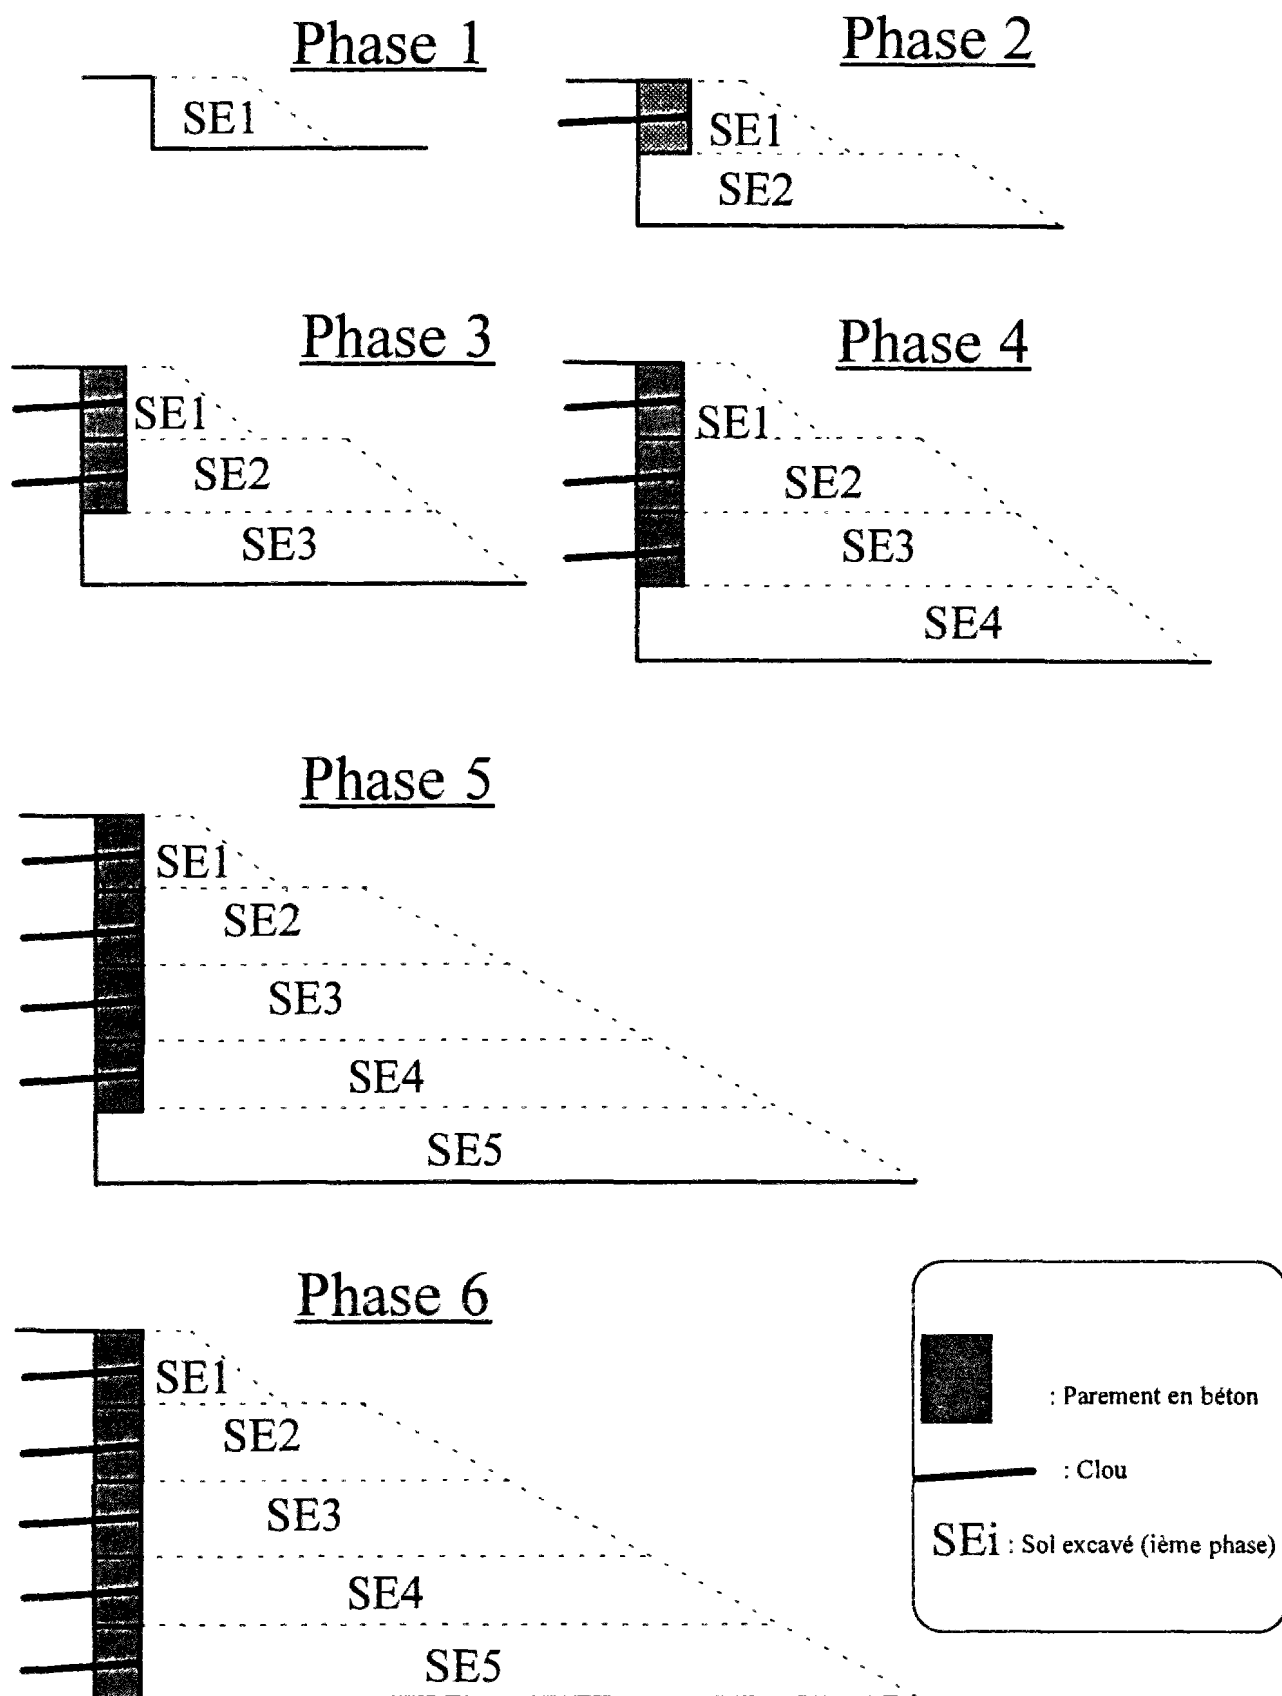 Phase 1
SE1
Phase 2
SE1
SE2
Phase 3
SE1
SE2
SE3
Phase 4
SE1
SE2
SE3
SE4
Phase 5
SE1
SE2
SE3
SE4
SE5
Phase 6
SE1
SE2
SE3
SE4
SE5
: Parement en béton
: Clou
SEi : Sol excavé (ième phase)